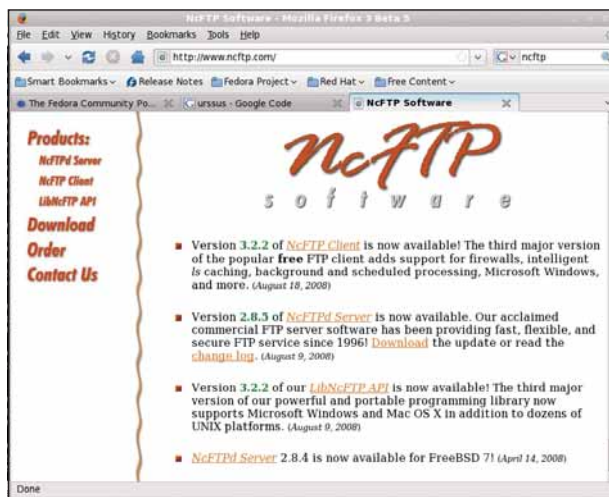 NcFTP Software - Mozilla Firefox 3 Beta 5
File Edit View History Bookmarks Tools Help
http://www.ncftp.com/
ncftp
Smart Bookmarks
Release Notes
Fedora Project
Red Hat
Free Content
The Fedora Community Po...
urssus - Google Code
NcFTP Software
Products:
NcFTPd Server
NcFTP Client
LibNcFTP API
Download
Order
Contact Us
NcFTP
software
Version 3.2.2 of NcFTP Client is now available! The third major version
of the popular free FTP client adds support for firewalls, intelligent
ls caching, background and scheduled processing, Microsoft Windows,
and more. (August 18, 2008)
Version 2.8.5 of NcFTPd Server is now available. Our acclaimed
commercial FTP server software has been providing fast, flexible, and
secure FTP service since 1996! Download the update or read the
change log. (August 9, 2008)
Version 3.2.2 of our LibNcFTP API is now available! The third major
version of our powerful and portable programming library now
supports Microsoft Windows and Mac OS X in addition to dozens of
UNIX platforms. (August 9, 2008)
NcFTPd Server 2.8.4 is now available for FreeBSD 7! (April 14, 2008)
Done